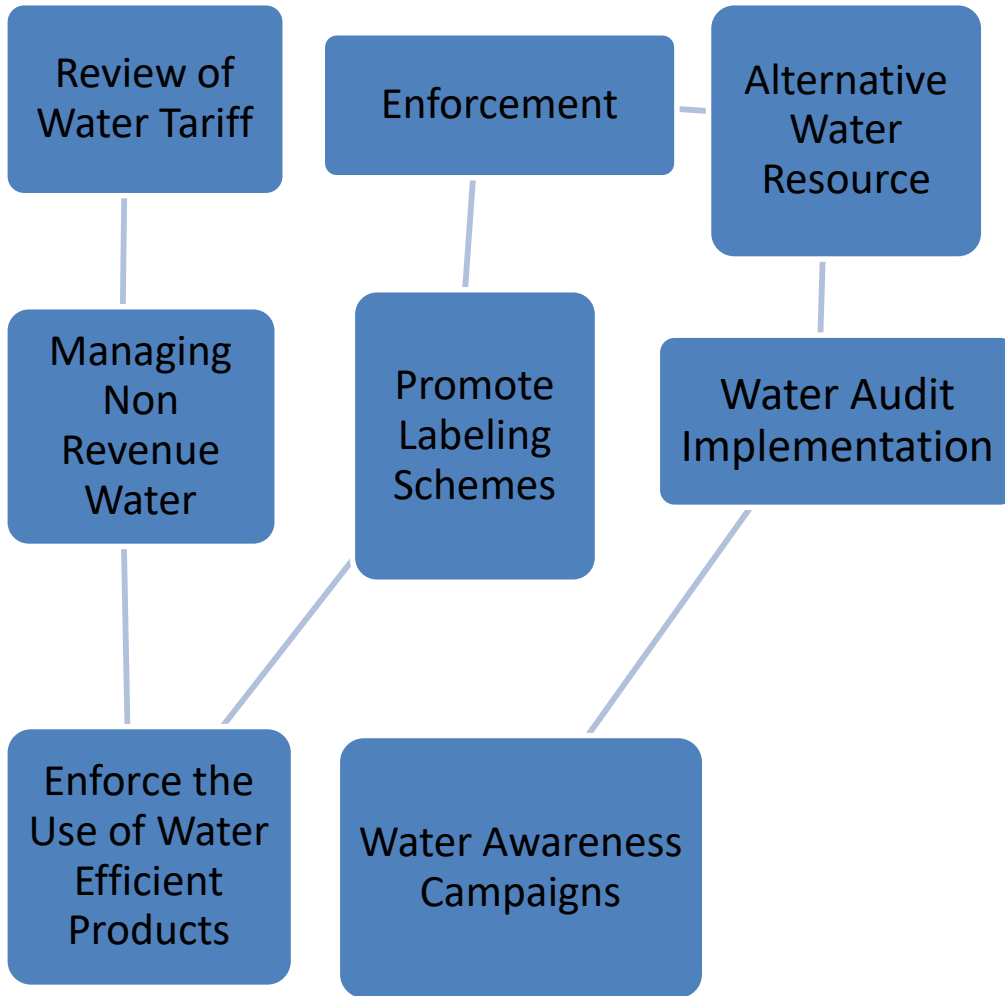 Review of
Water Tariff
Enforcement
Alternative
Water
Resource
Managing
Non
Revenue
Water
Promote
Labeling
Schemes
Water Audit
Implementation
Enforce the
Use of Water
Efficient
Products
Water Awareness
Campaigns